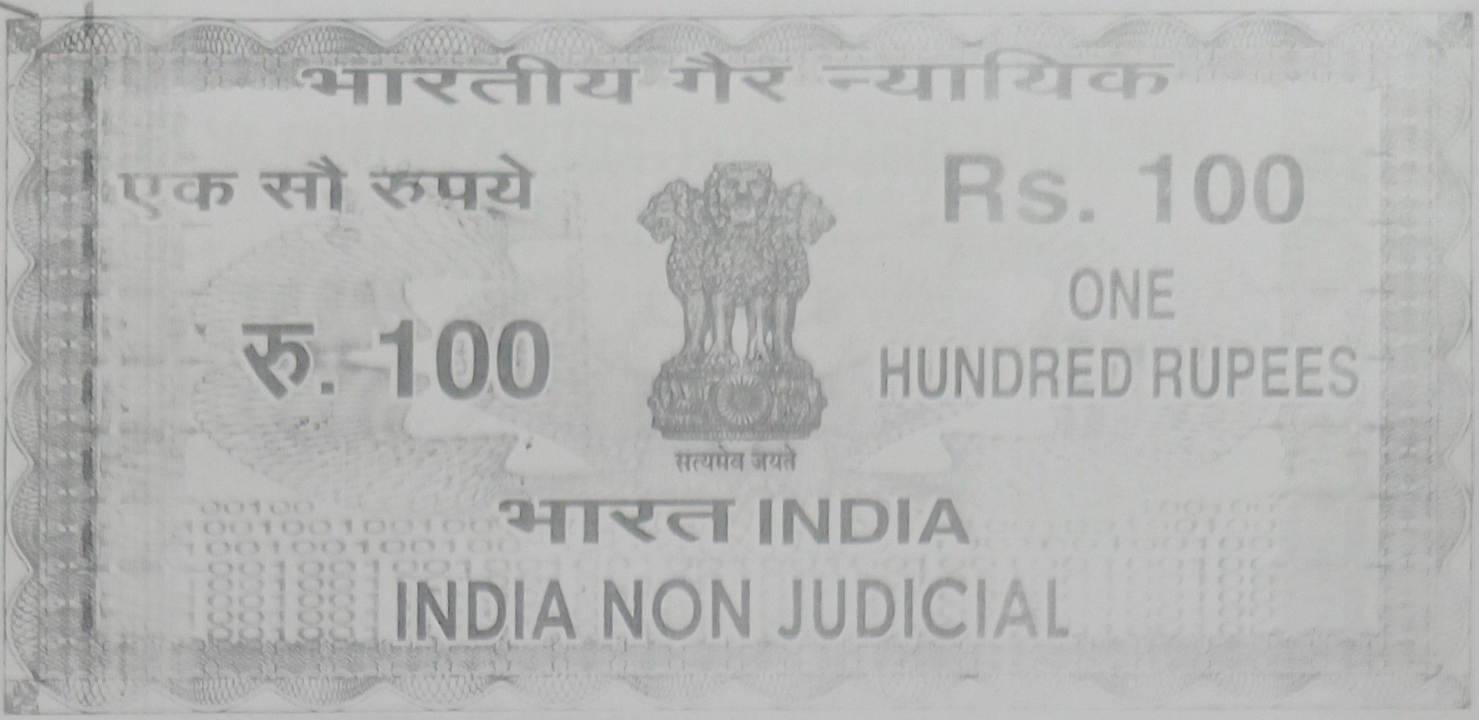 भारतीय गैर न्यायिक
एक सौ रुपये
Rs. 100
रु. 100
ONE
HUNDRED RUPEES
सत्यमेव जयते
भारत INDIA
INDIA NON JUDICIAL